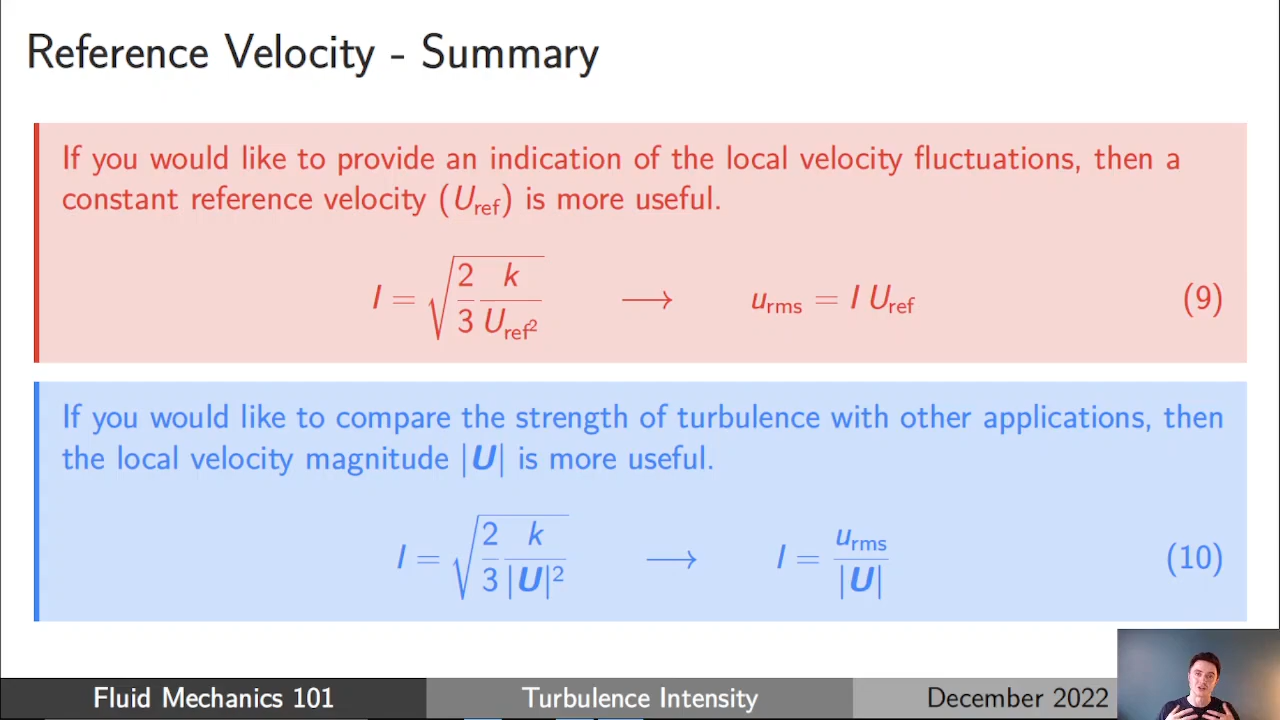 Reference Velocity - Summary
If you would like to provide an indication of the local velocity fluctuations, then a
constant reference velocity (U_ref) is more useful.
I = √(2/3 k/U_ref²) ⟶ u_rms = I U_ref (9)
If you would like to compare the strength of turbulence with other applications, then
the local velocity magnitude |U| is more useful.
I = √(2/3 k/|U|²) ⟶ I = u_rms/|U| (10)
Fluid Mechanics 101
Turbulence Intensity
December 2022